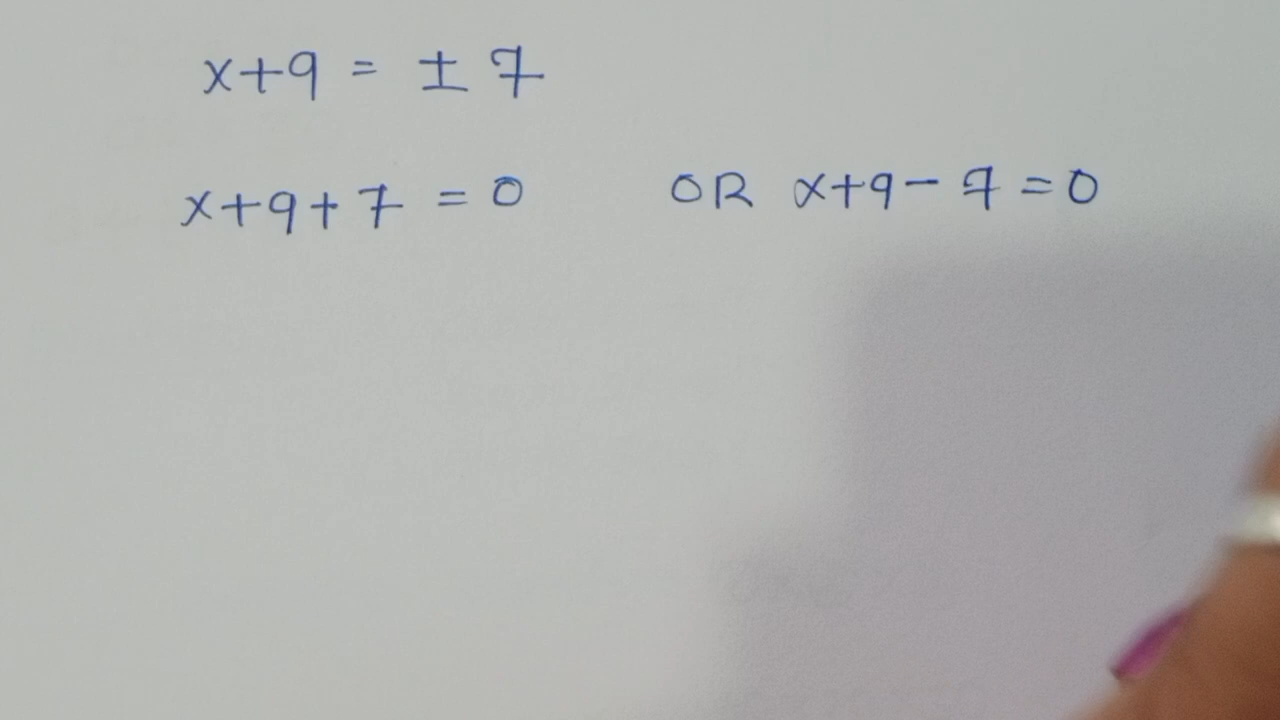 x+9 = ± 7
x+9+7 = 0 OR x+9-7=0